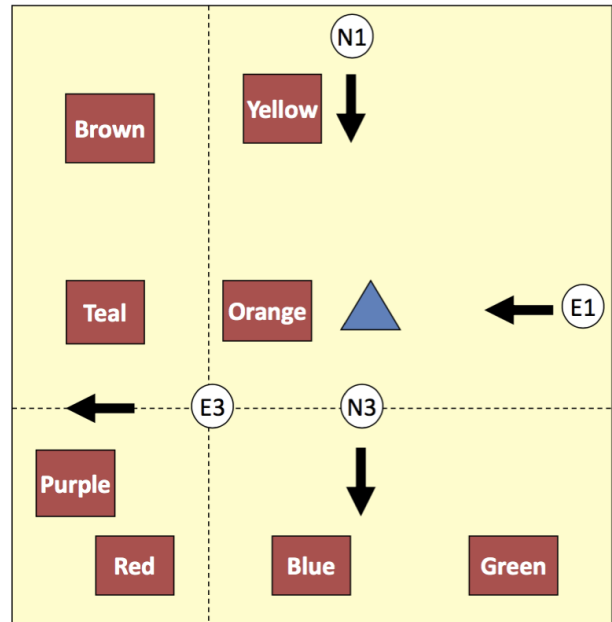 N1
Yellow
Brown
Teal
Orange
E1
E3
N3
Purple
Red
Blue
Green